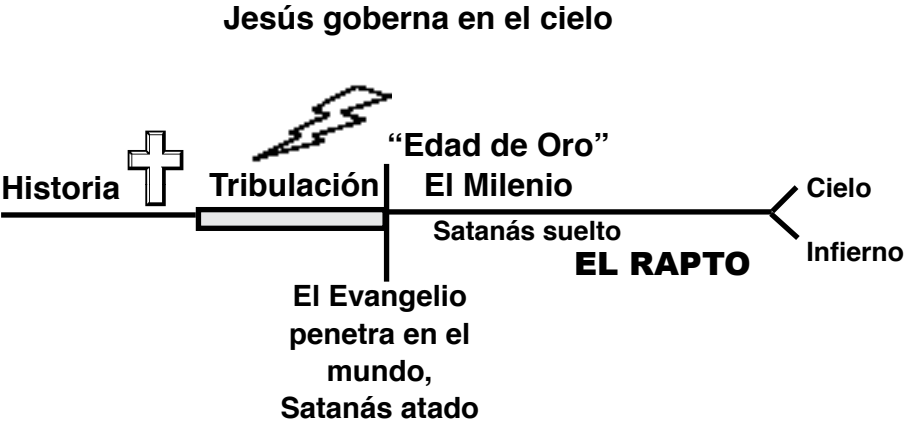 Jesús goberna en el cielo
“Edad de Oro”
Historia
Tribulación
El Milenio
Cielo
Satanás suelto
EL RAPTO
Infierno
El Evangelio
penetra en el
mundo,
Satanás atado